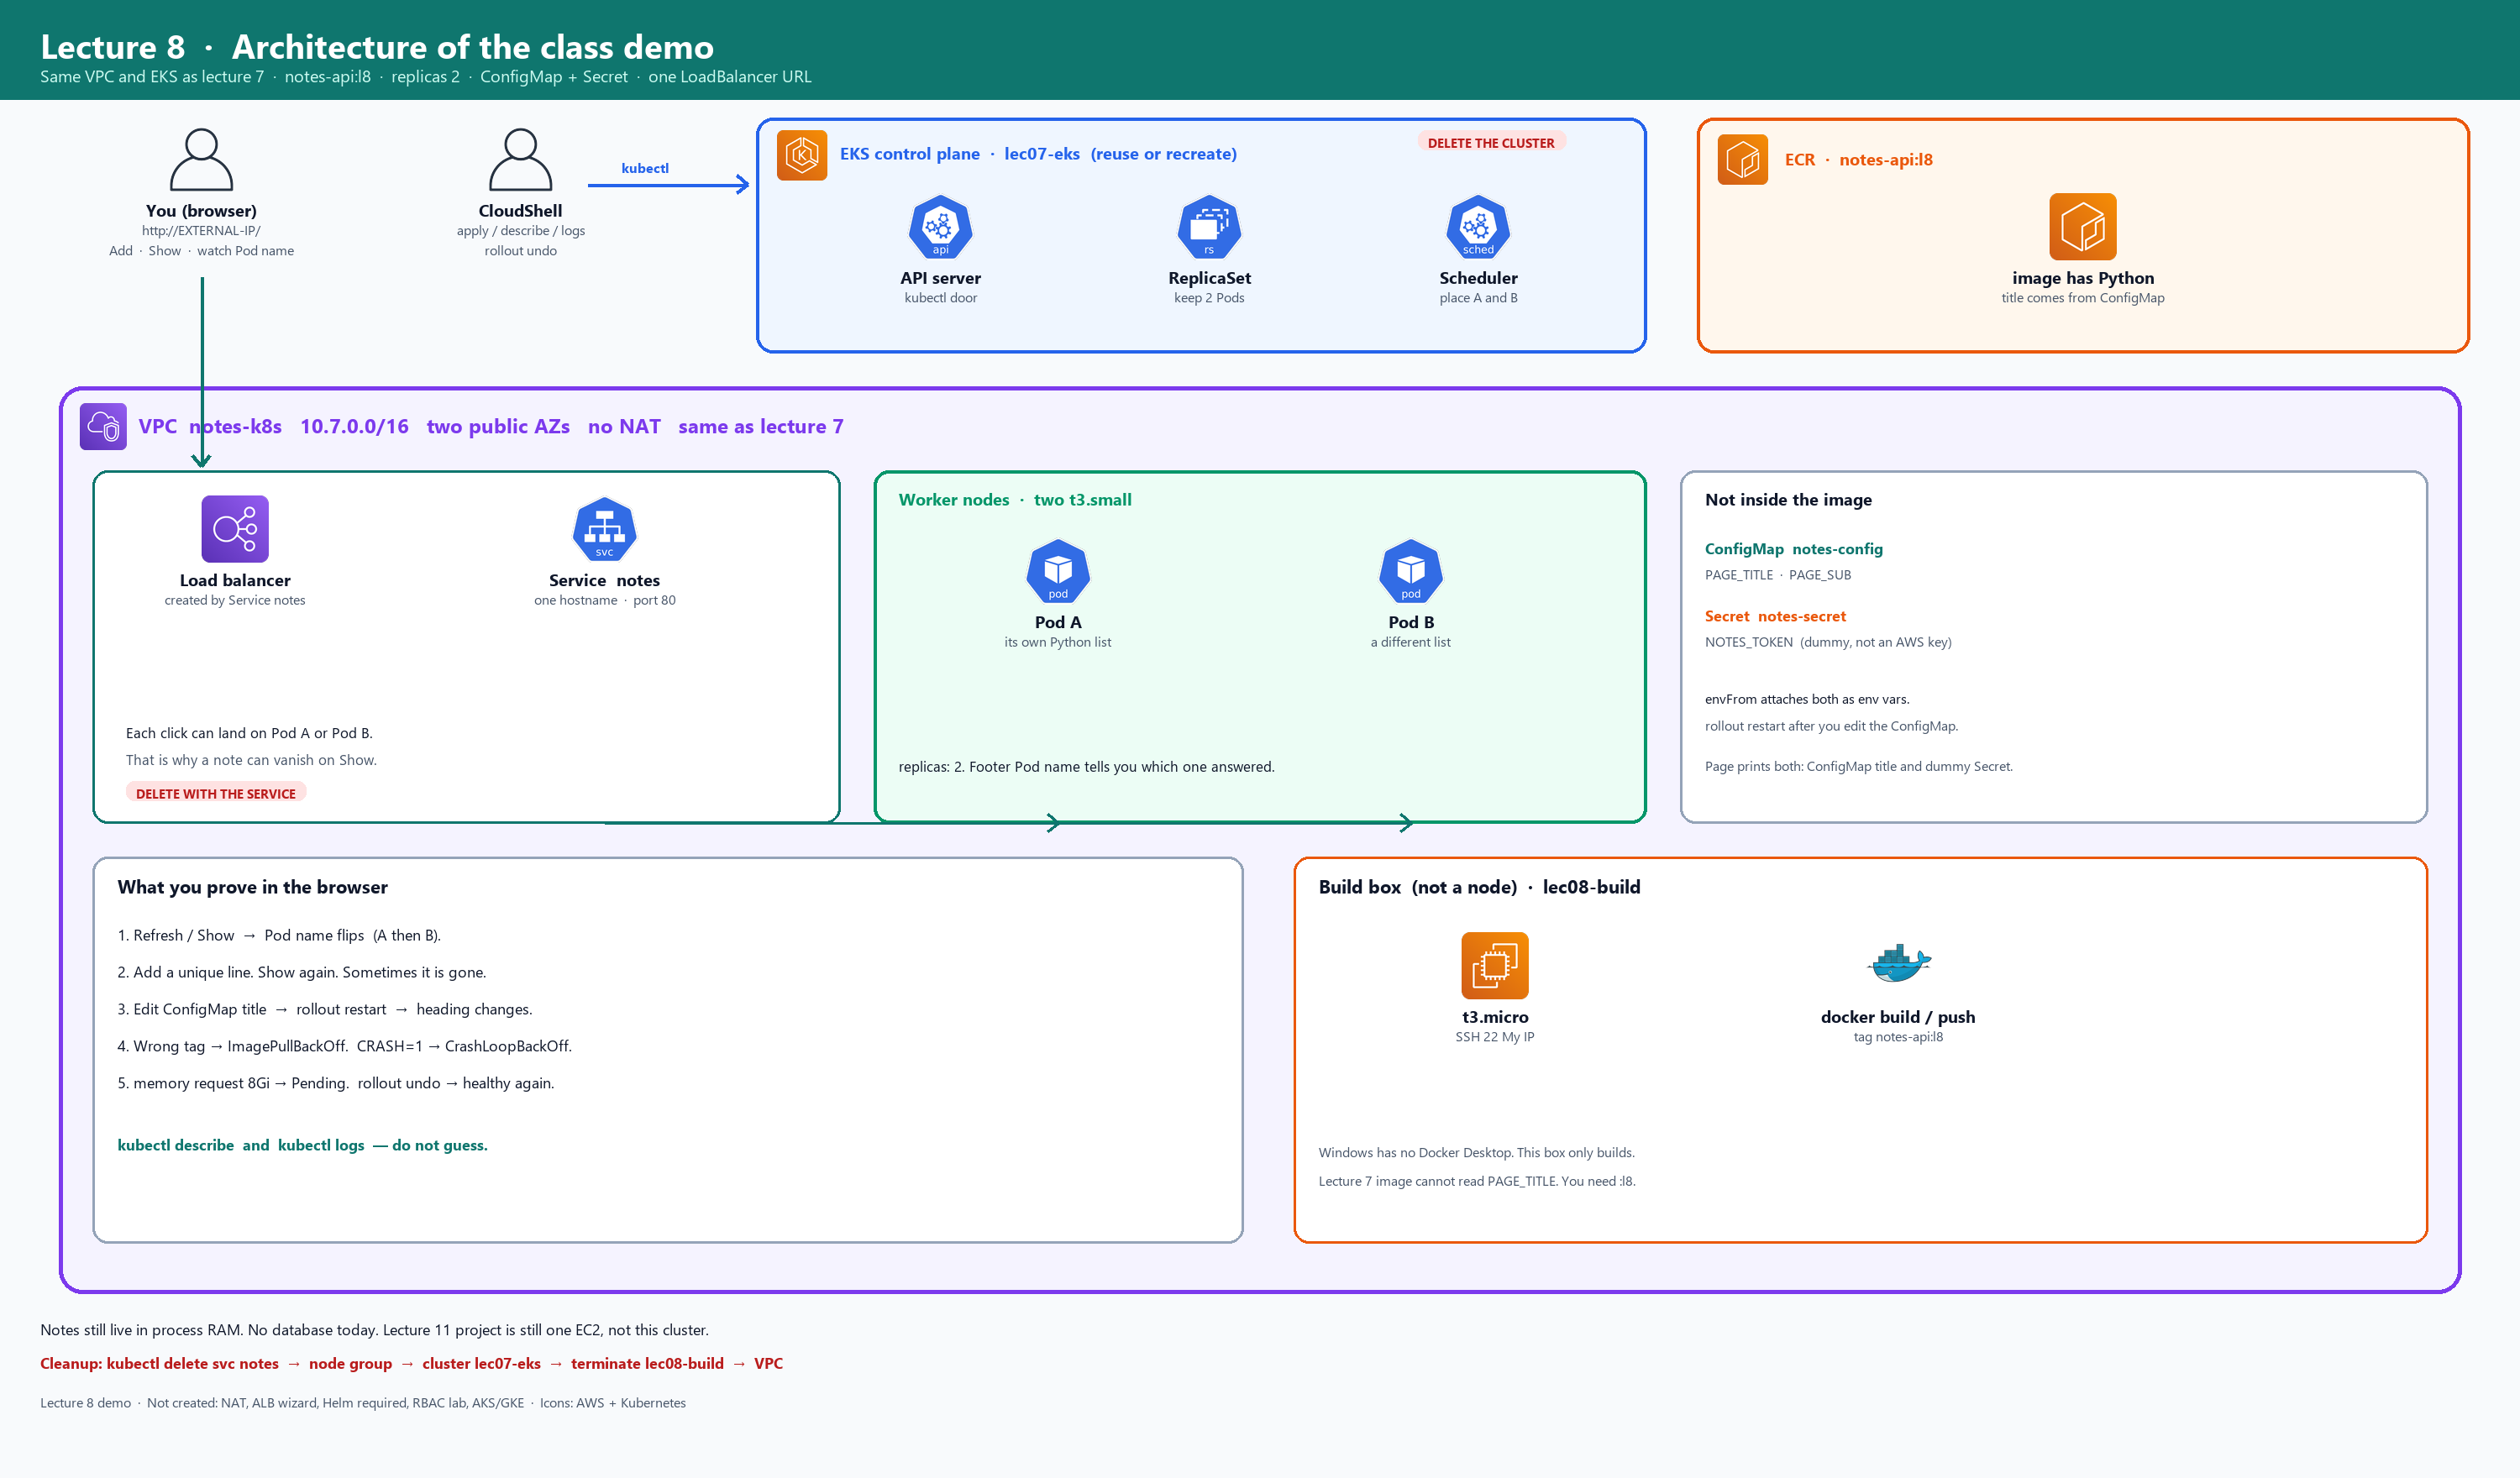 Lecture 8 · Architecture of the class demo
Same VPC and EKS as lecture 7 · notes-api:l8 · replicas 2 · ConfigMap + Secret · one LoadBalancer URL
You (browser)
http://EXTERNAL-IP/
Add · Show · watch Pod name
CloudShell
apply / describe / logs
rollout undo
kubectl
EKS control plane · lec07-eks (reuse or recreate)
DELETE THE CLUSTER
api
API server
kubectl door
rs
ReplicaSet
keep 2 Pods
sched
Scheduler
place A and B
ECR · notes-api:l8
image has Python
title comes from ConfigMap
VPC notes-k8s 10.7.0.0/16 two public AZs no NAT same as lecture 7
Load balancer
created by Service notes
svc
Service notes
one hostname · port 80
Each click can land on Pod A or Pod B.
That is why a note can vanish on Show.
DELETE WITH THE SERVICE
Worker nodes · two t3.small
pod
Pod A
its own Python list
pod
Pod B
a different list
replicas: 2. Footer Pod name tells you which one answered.
Not inside the image
ConfigMap notes-config
PAGE_TITLE · PAGE_SUB
Secret notes-secret
NOTES_TOKEN (dummy, not an AWS key)
envFrom attaches both as env vars.
rollout restart after you edit the ConfigMap.
Page prints both: ConfigMap title and dummy Secret.
What you prove in the browser
1. Refresh / Show → Pod name flips (A then B).
2. Add a unique line. Show again. Sometimes it is gone.
3. Edit ConfigMap title → rollout restart → heading changes.
4. Wrong tag → ImagePullBackOff. CRASH=1 → CrashLoopBackOff.
5. memory request 8Gi → Pending. rollout undo → healthy again.
kubectl describe and kubectl logs — do not guess.
Build box (not a node) · lec08-build
t3.micro
SSH 22 My IP
docker build / push
tag notes-api:l8
Windows has no Docker Desktop. This box only builds.
Lecture 7 image cannot read PAGE_TITLE. You need :l8.
Notes still live in process RAM. No database today. Lecture 11 project is still one EC2, not this cluster.
Cleanup: kubectl delete svc notes → node group → cluster lec07-eks → terminate lec08-build → VPC
Lecture 8 demo · Not created: NAT, ALB wizard, Helm required, RBAC lab, AKS/GKE · Icons: AWS + Kubernetes